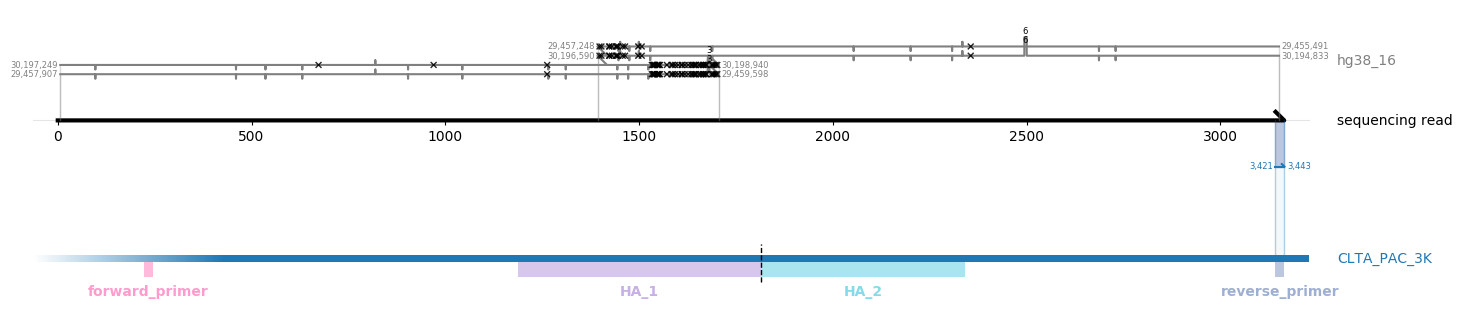 6
29,457,248 6 29,455,491
3
30,196,590 30,194,833
hg38_16
30,197,249 30,198,940
29,457,907 29,459,598
sequencing read
0 500 1000 1500 2000 2500 3000
3,421 3,443
CLTA_PAC_3K
forward_primer HA_1 HA_2 reverse_primer